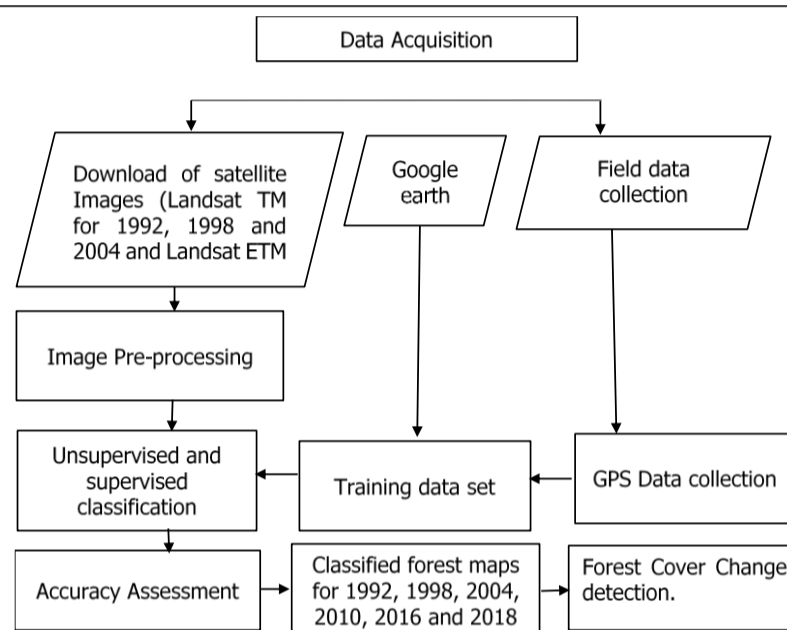 Data Acquisition
Download of satellite
Images (Landsat TM
for 1992, 1998 and
2004 and Landsat ETM
Google
earth
Field data
collection
Image Pre-processing
Unsupervised and
supervised
classification
Training data set
GPS Data collection
Accuracy Assessment
Classified forest maps
for 1992, 1998, 2004,
2010, 2016 and 2018
Forest Cover Change
detection.